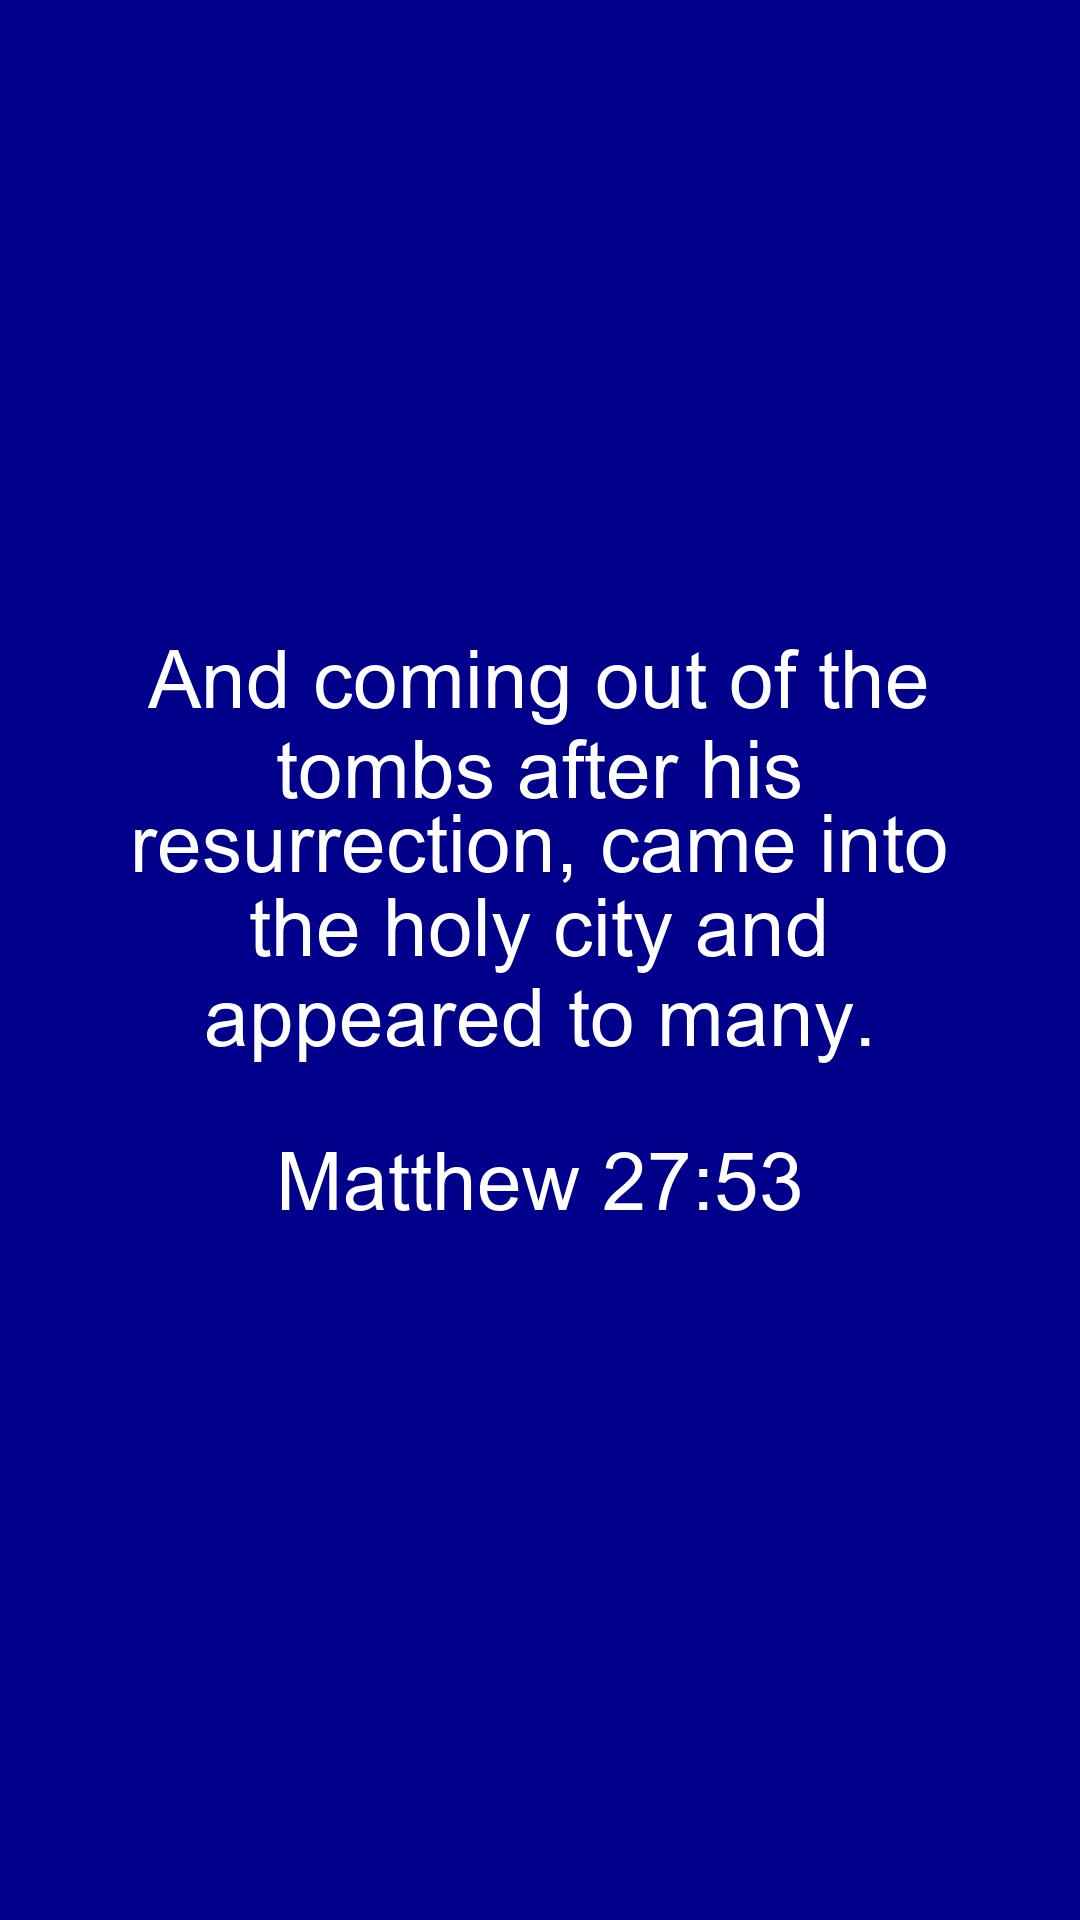 And coming out of the
tombs after his
resurrection, came into
the holy city and
appeared to many.
Matthew 27:53